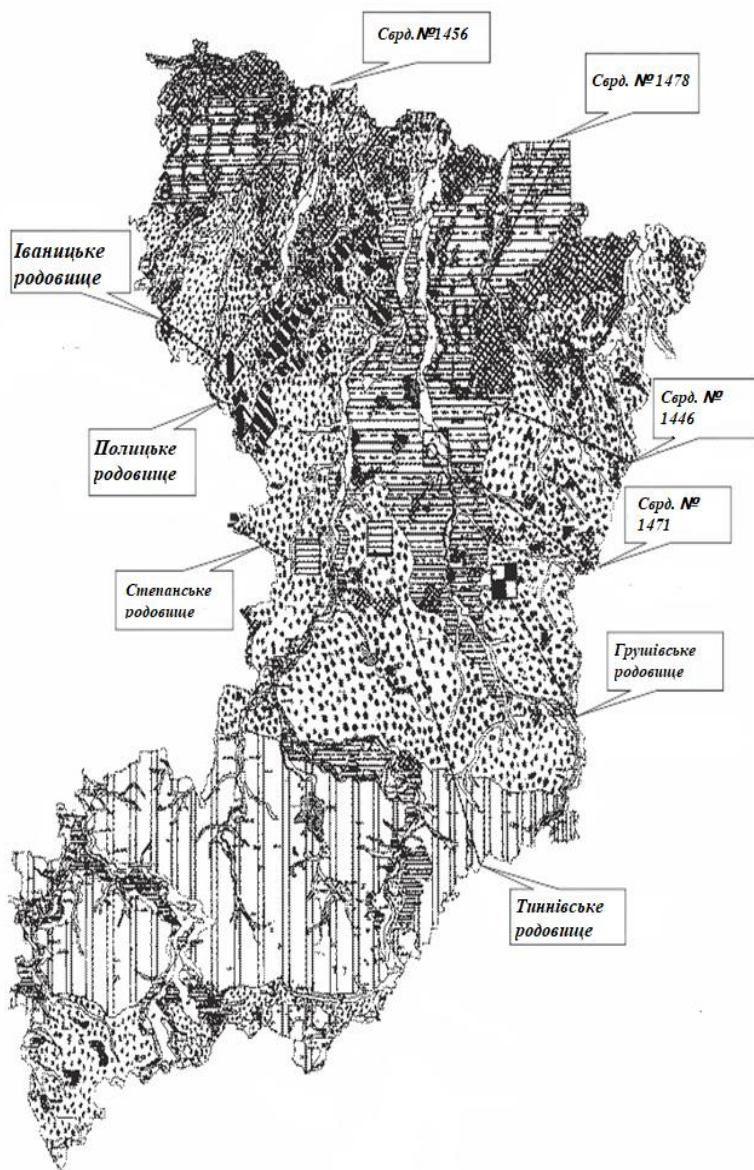 Сврд.№1456
Сврд. № 1478
Іваницьке
родовище
Полицьке
родовище
Сврд. №
1446
Сврд. №
1471
Степанське
родовище
Грушівське
родовище
Тиннівське
родовище